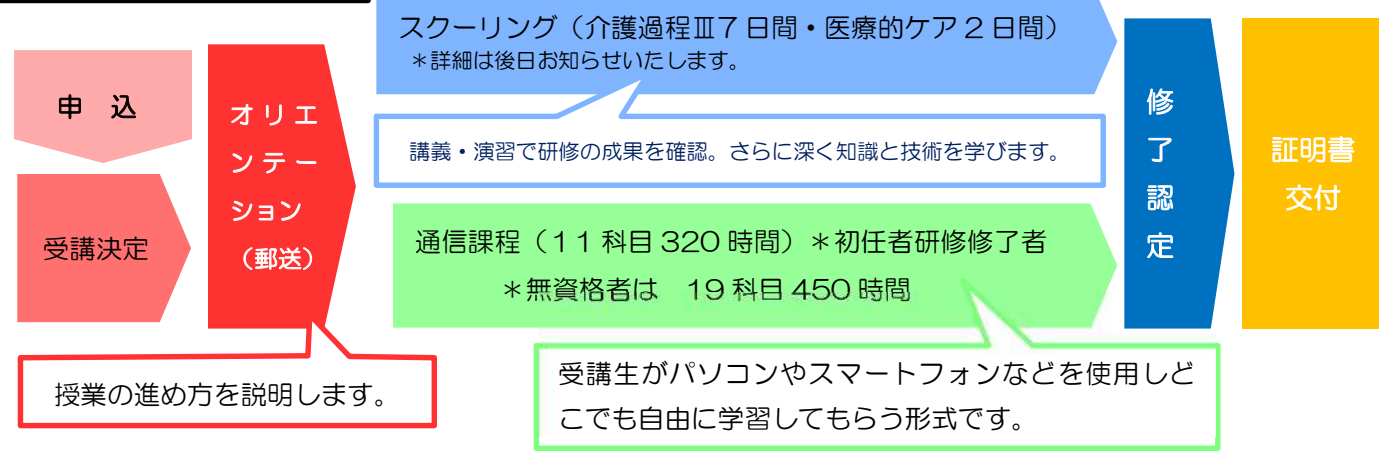 申　込
受講決定
オリエ
ンテー
ション
（郵送）
授業の進め方を説明します。
スクーリング（介護過程Ⅲ７日間・医療的ケア２日間）
＊詳細は後日お知らせいたします。
講義・演習で研修の成果を確認。さらに深く知識と技術を学びます。
通信課程（１１科目３２０時間）＊初任者研修修了者
＊無資格者は　１９科目４５０時間
受講生がパソコンやスマートフォンなどを使用しど
こでも自由に学習してもらう形式です。
修
了
認
定
証明書
交付